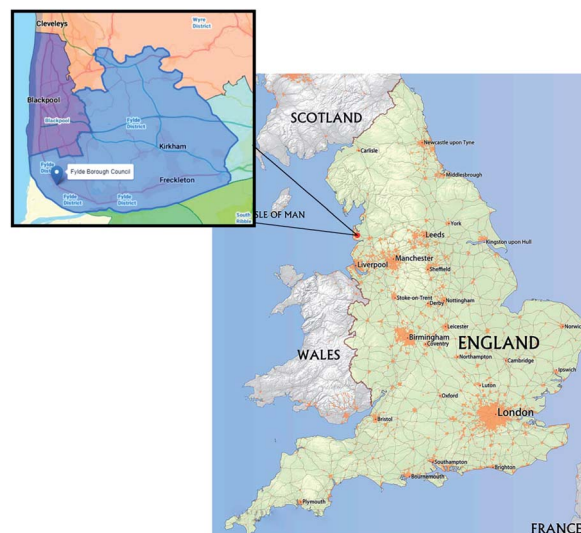 Cleveleys
Wyre
District
Blackpool
Blackpool
Fylde
District
Kirkham
Fylde
Fylde Borough Council
Freckleton
Fylde
District
Fylde
District
South
Ribble
SCOTLAND
Carlisle
Newcastle upon Tyne
Middlesbrough
SLE OF MAN
York
Leeds
Kingston upon Hull
Liverpool
Manchester
Sheffield
Stoke-on-Trent
Derby
Nottingham
Birmingham
Coventry
Leicester
ENGLAND
Norwi
WALES
Northampton
Cambridge
Ipswich
Luton
Oxford
London
Bristol
Southampton
Brighton
Bournemouth
Plymouth
FRANCE